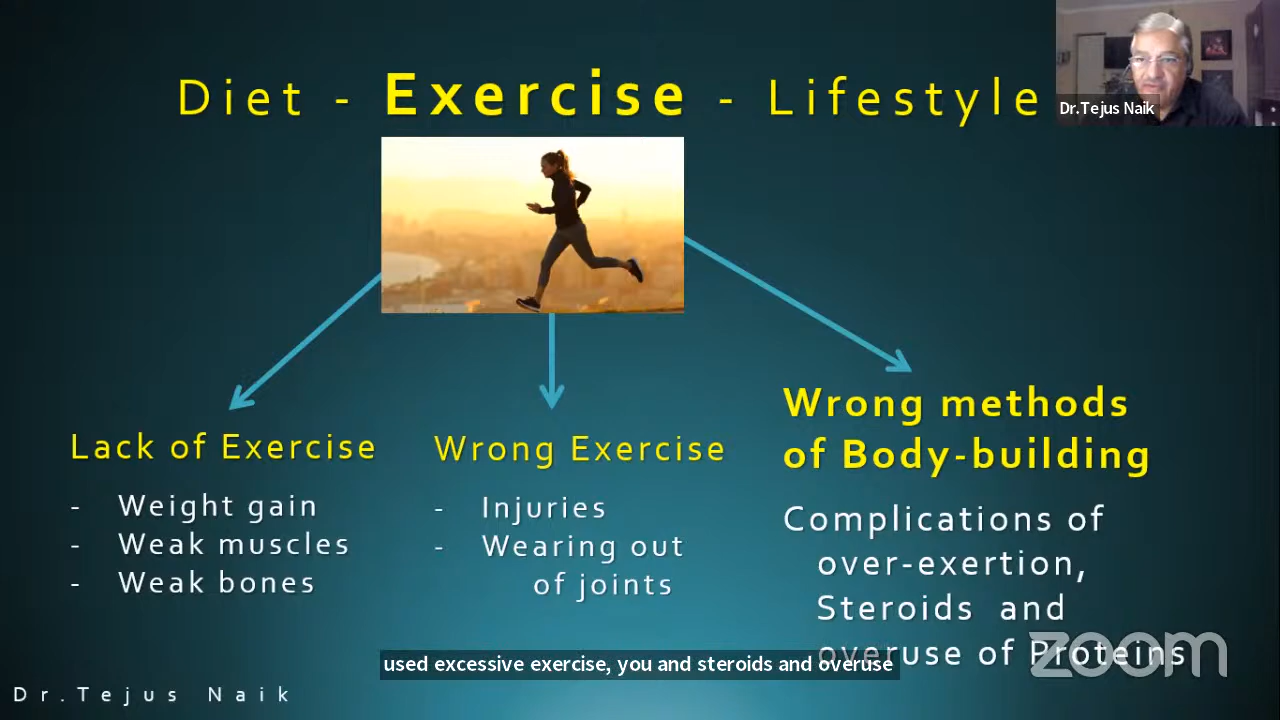 Diet - Exercise - Lifestyle
Dr.Tejus Naik
Lack of Exercise
- Weight gain
- Weak muscles
- Weak bones
Wrong Exercise
- Injuries
- Wearing out
of joints
Wrong methods
of Body-building
Complications of
over-exertion,
Steroids and
overuse of Proteins
zoom
used excessive exercise, you and steroids and overuse
Dr.Tejus Naik